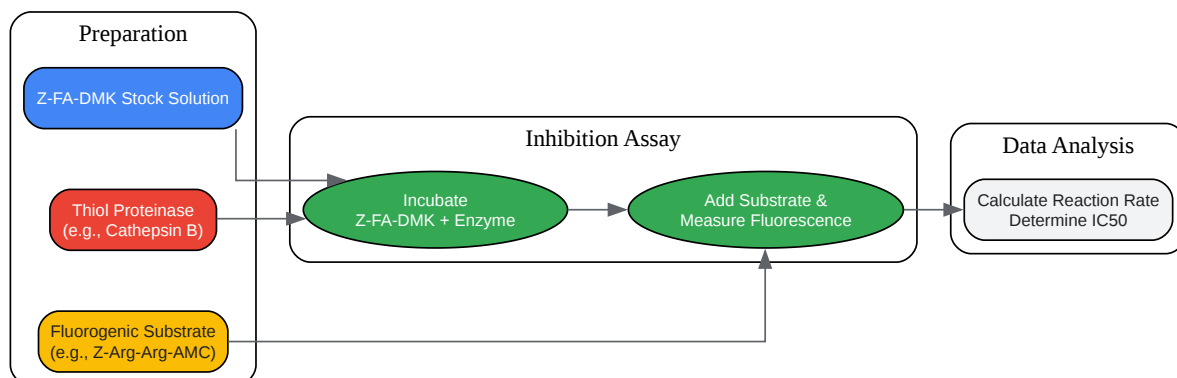 Preparation
Z-FA-DMK Stock Solution
Thiol Proteinase
(e.g., Cathepsin B)
Fluorogenic Substrate
(e.g., Z-Arg-Arg-AMC)
Inhibition Assay
Incubate
Z-FA-DMK + Enzyme
Add Substrate &
Measure Fluorescence
Data Analysis
Calculate Reaction Rate
Determine IC50